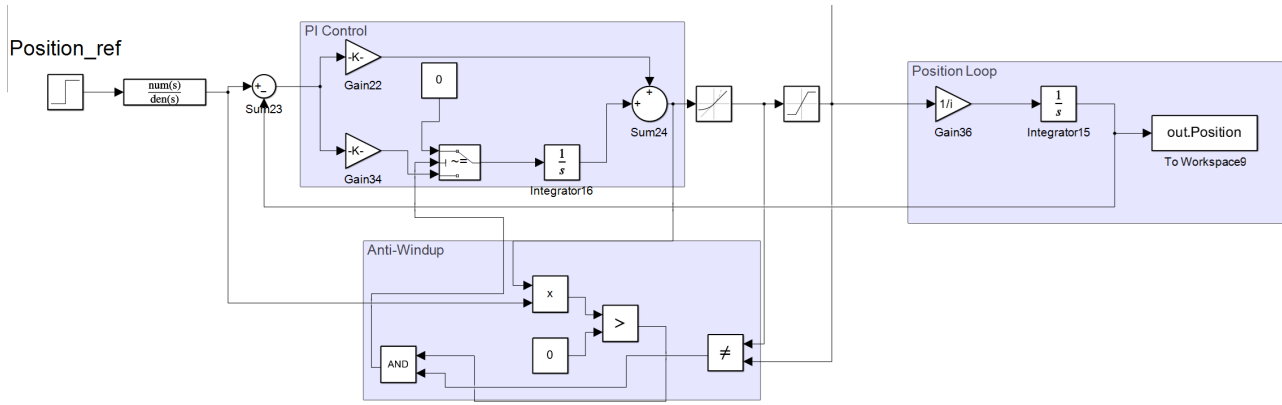 PI Control
Position_ref
-K-
Gain22
num(s)
den(s)
+
−
Sum23
0
+
+
Sum24
-K-
Gain34
~=
1
s
Integrator16
Position Loop
1/i
Gain36
1
s
Integrator15
out.Position
To Workspace9
Anti-Windup
x
>
0
≠
AND